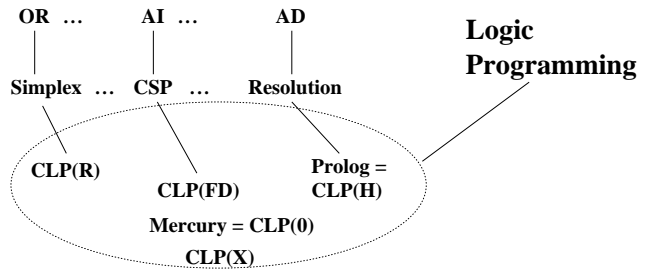 OR ... AI ... AD
Logic
Programming
Simplex ... CSP ... Resolution
CLP(R)
Prolog =
CLP(FD)
CLP(H)
Mercury = CLP(0)
CLP(X)